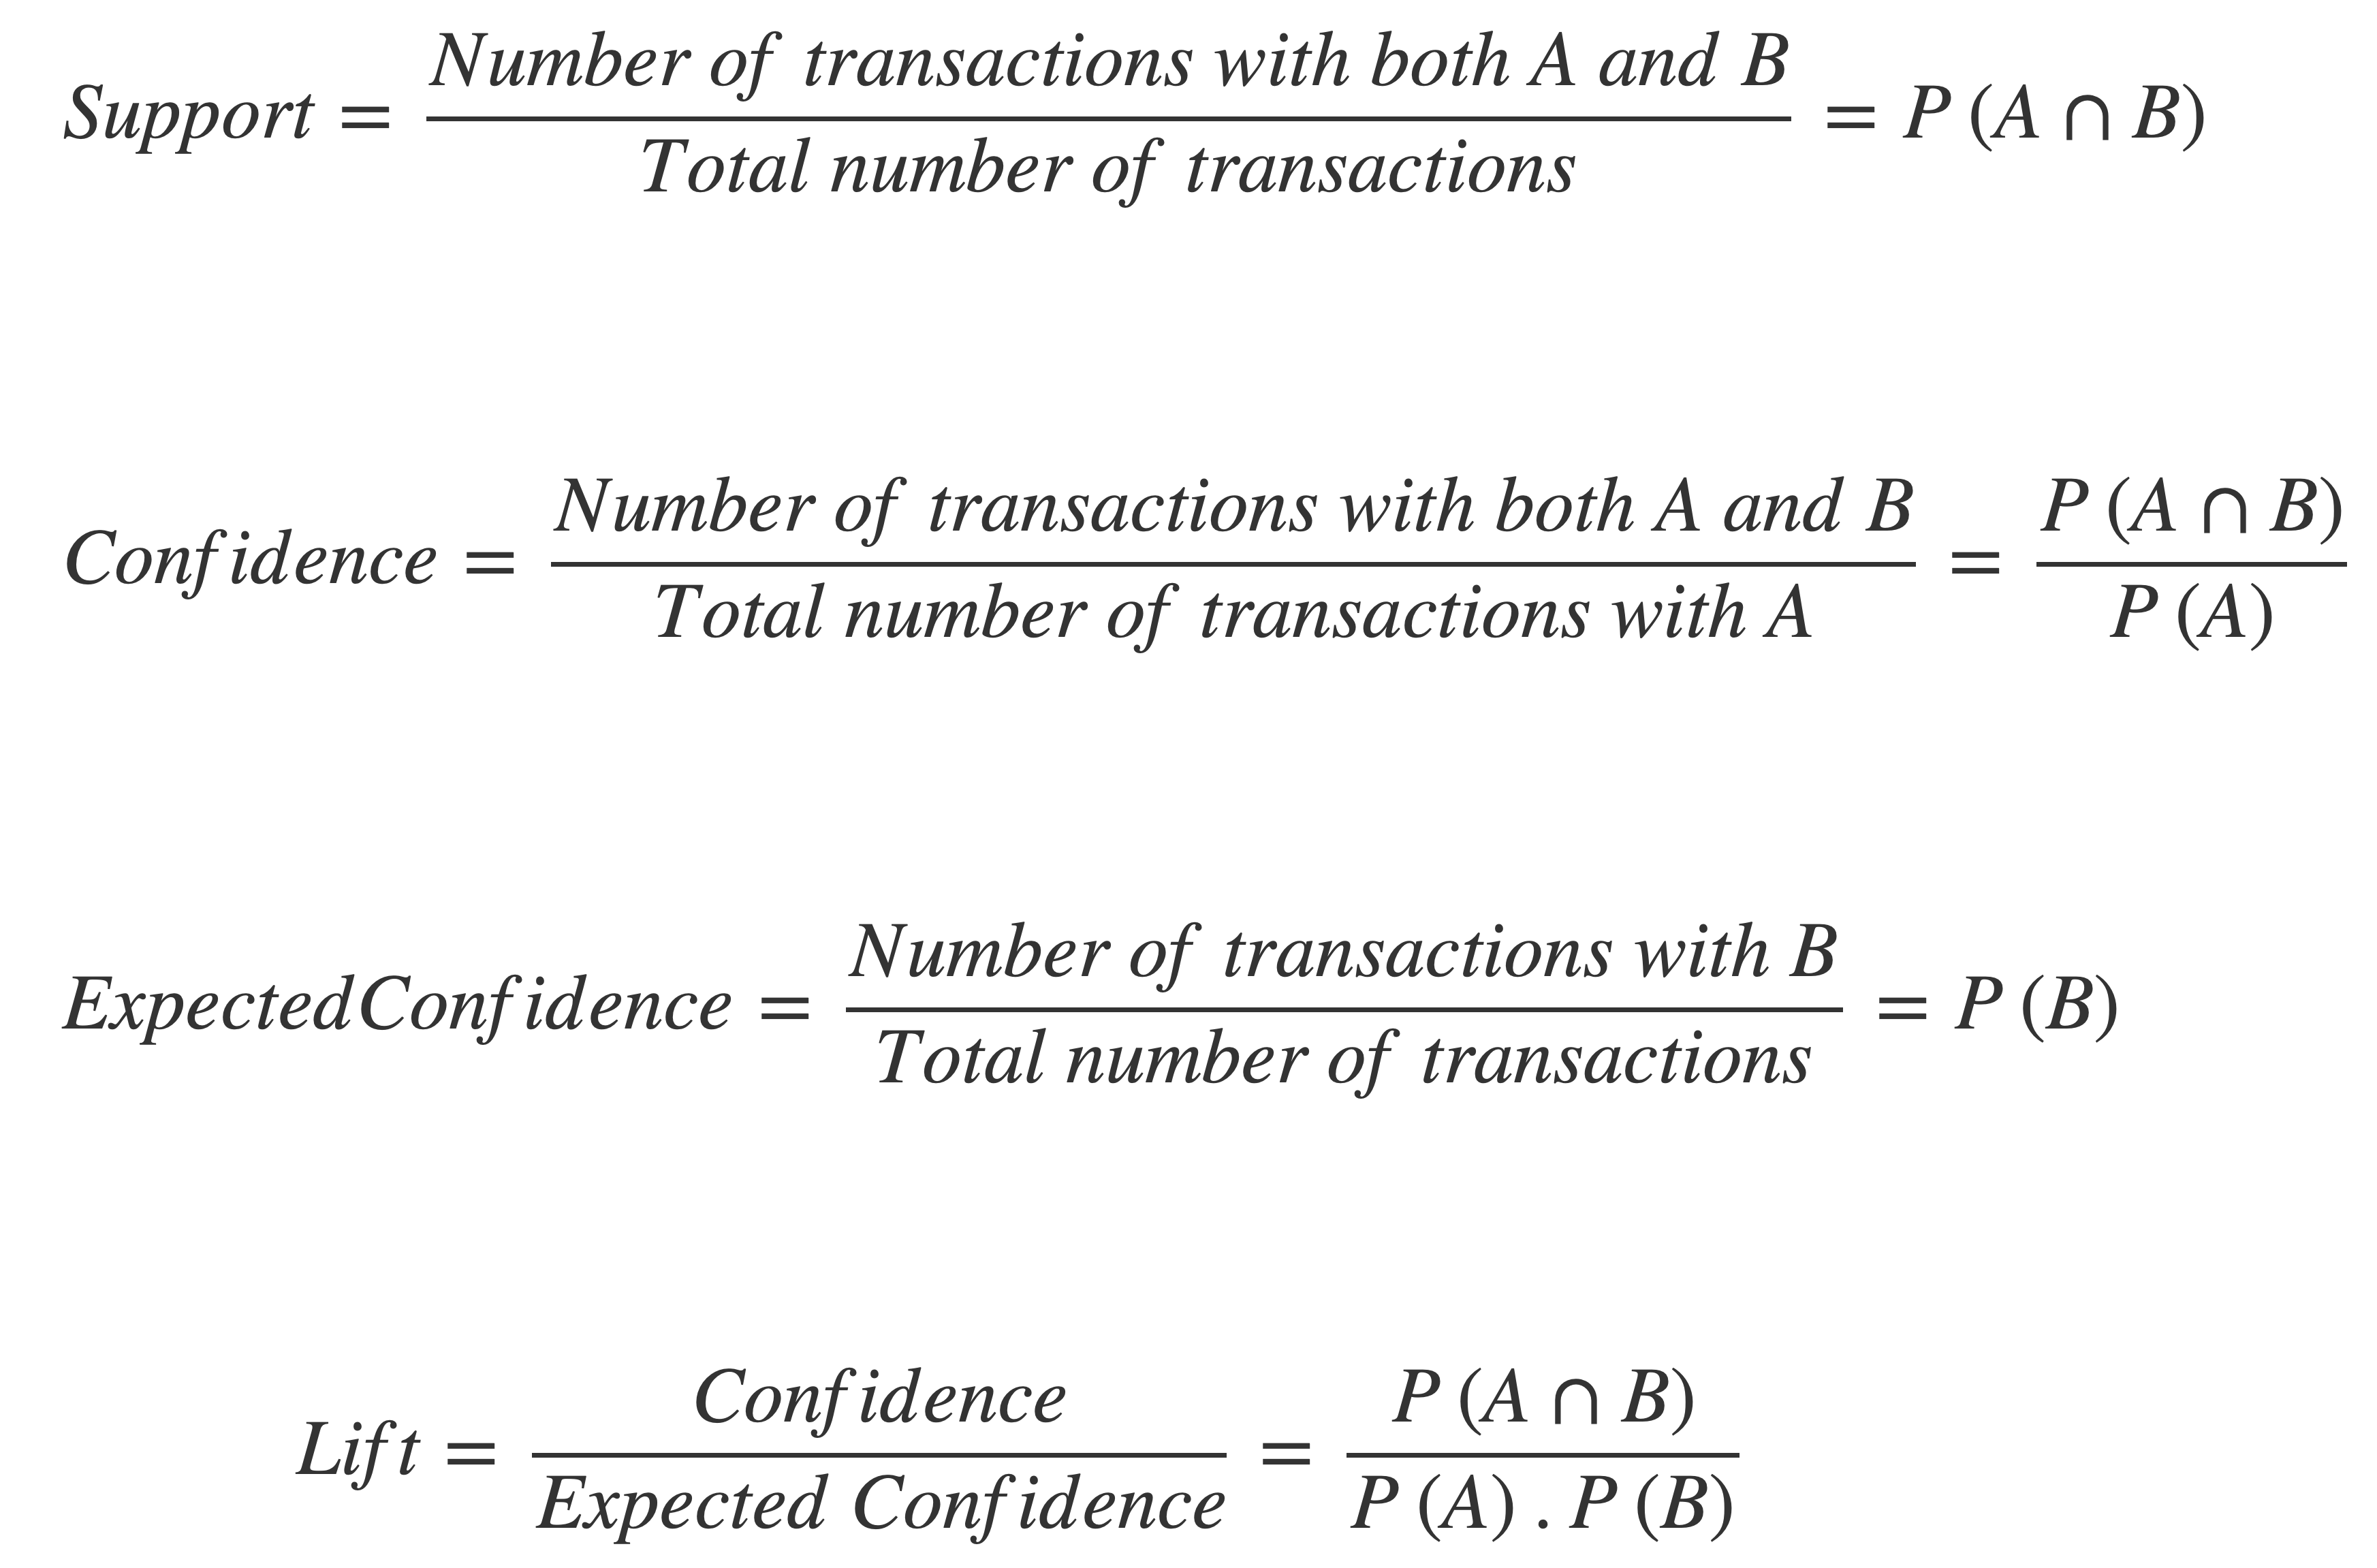 Support = Number of transactions with both A and B / Total number of transactions = P (A ∩ B)
Confidence = Number of transactions with both A and B / Total number of transactions with A = P (A ∩ B) / P (A)
ExpectedConfidence = Number of transactions with B / Total number of transactions = P (B)
Lift = Confidence / Expected Confidence = P (A ∩ B) / P (A) . P (B)